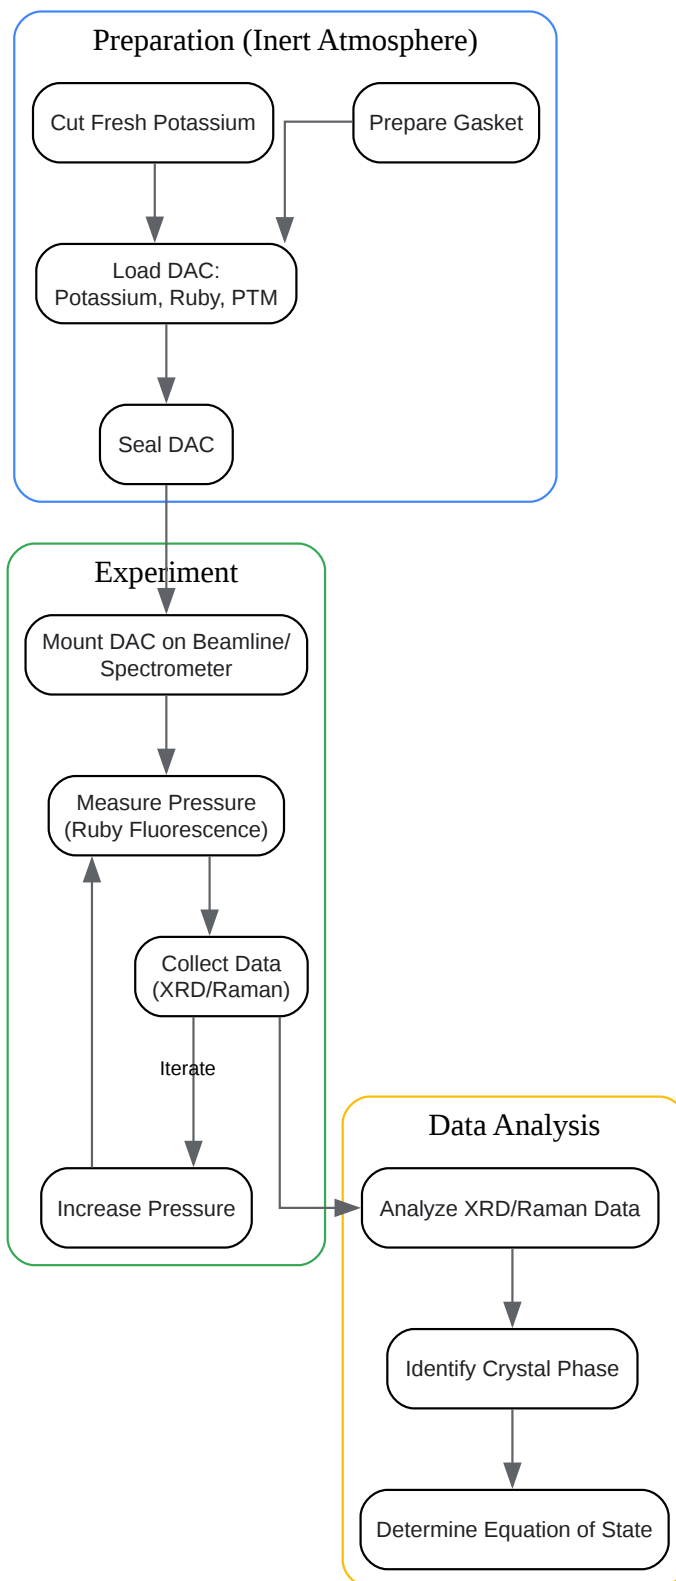 Preparation (Inert Atmosphere)
Cut Fresh Potassium
Prepare Gasket
Load DAC:
Potassium, Ruby, PTM
Seal DAC
Experiment
Mount DAC on Beamline/
Spectrometer
Measure Pressure
(Ruby Fluorescence)
Collect Data
(XRD/Raman)
Iterate
Increase Pressure
Data Analysis
Analyze XRD/Raman Data
Identify Crystal Phase
Determine Equation of State